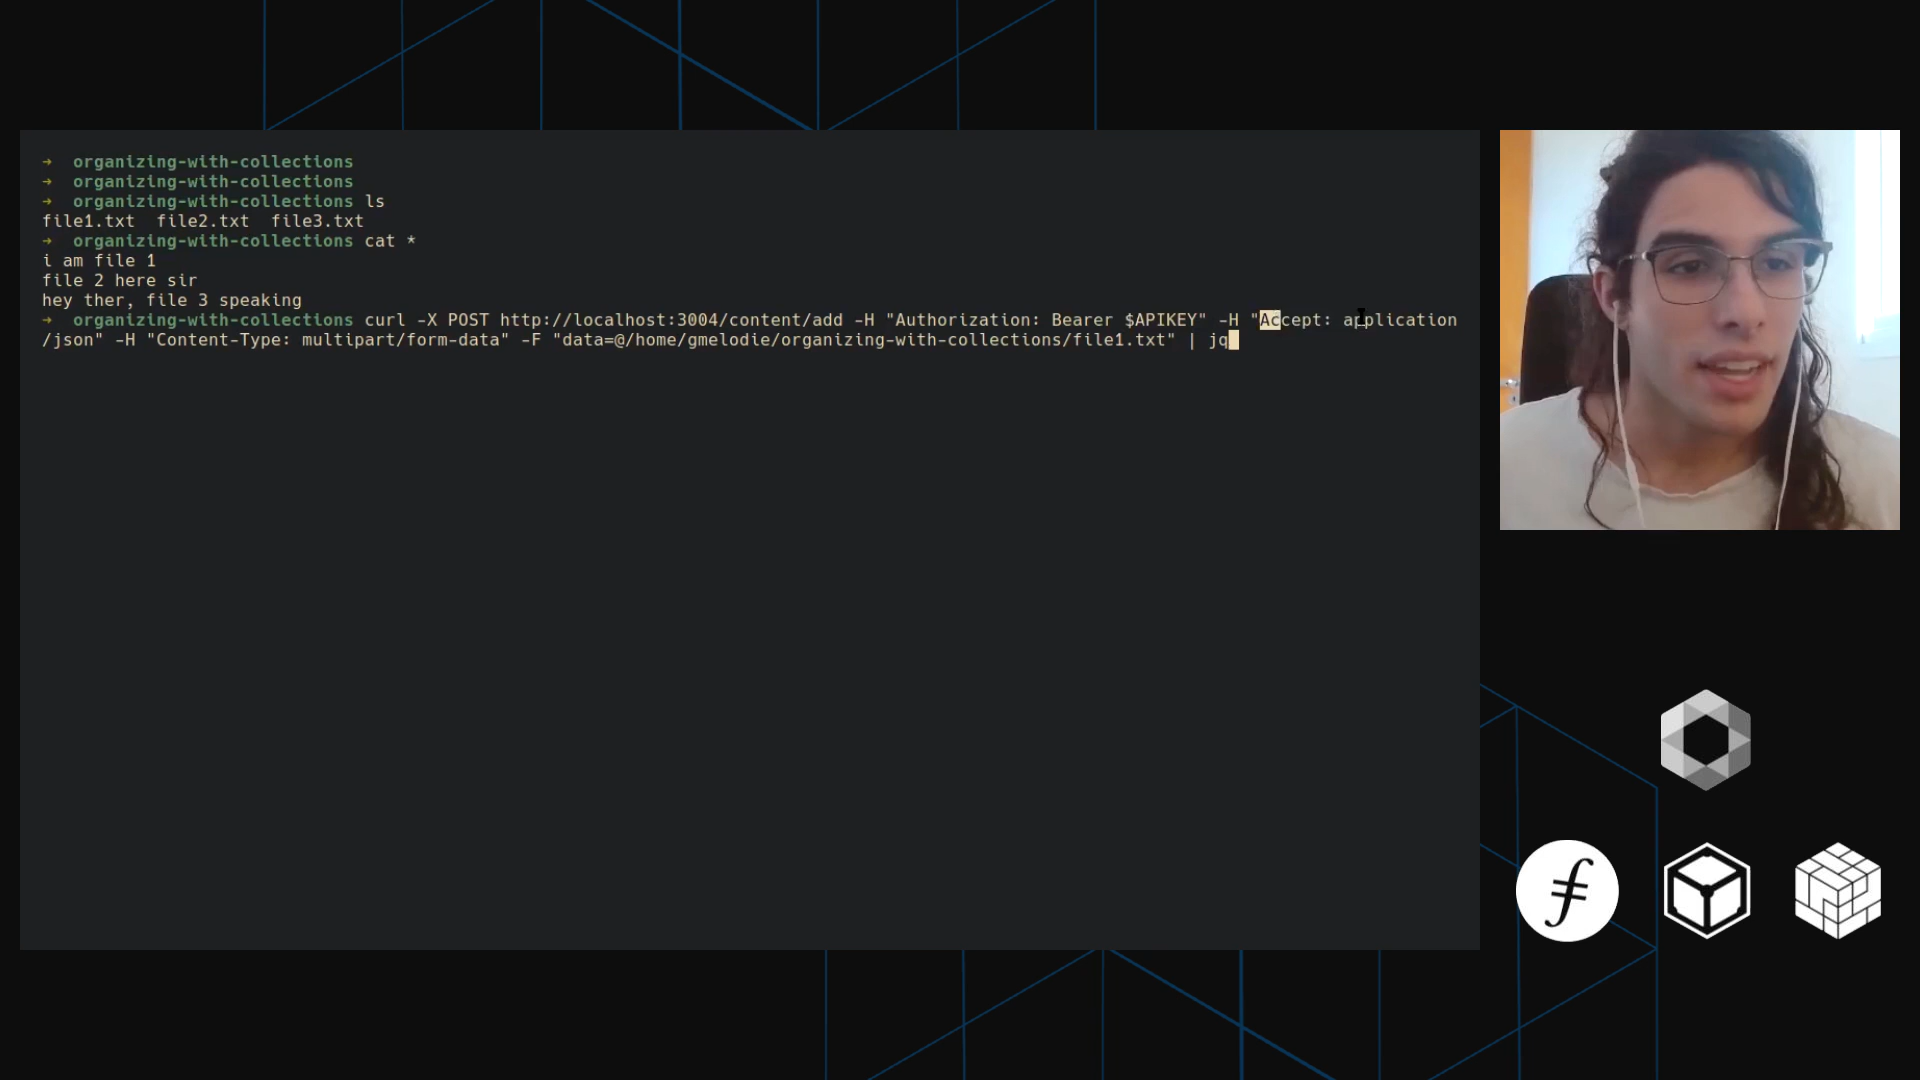 ➜  organizing-with-collections
➜  organizing-with-collections
➜  organizing-with-collections ls
file1.txt  file2.txt  file3.txt
➜  organizing-with-collections cat *
i am file 1
file 2 here sir
hey ther, file 3 speaking
➜  organizing-with-collections curl -X POST http://localhost:3004/content/add -H "Authorization: Bearer $APIKEY" -H "Accept: application
/json" -H "Content-Type: multipart/form-data" -F "data=@/home/gmelodie/organizing-with-collections/file1.txt" | jq